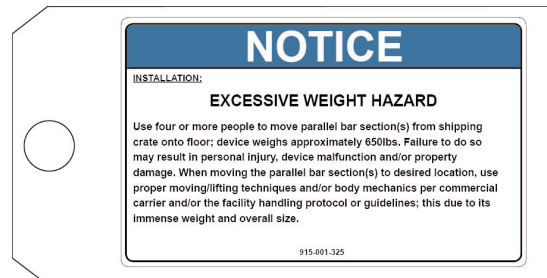 NOTICE
INSTALLATION:
EXCESSIVE WEIGHT HAZARD
Use four or more people to move parallel bar section(s) from shipping
crate onto floor; device weighs approximately 650lbs. Failure to do so
may result in personal injury, device malfunction and/or property
damage. When moving the parallel bar section(s) to desired location, use
proper moving/lifting techniques and/or body mechanics per commercial
carrier and/or the facility handling protocol or guidelines; this due to its
immense weight and overall size.
915-001-325